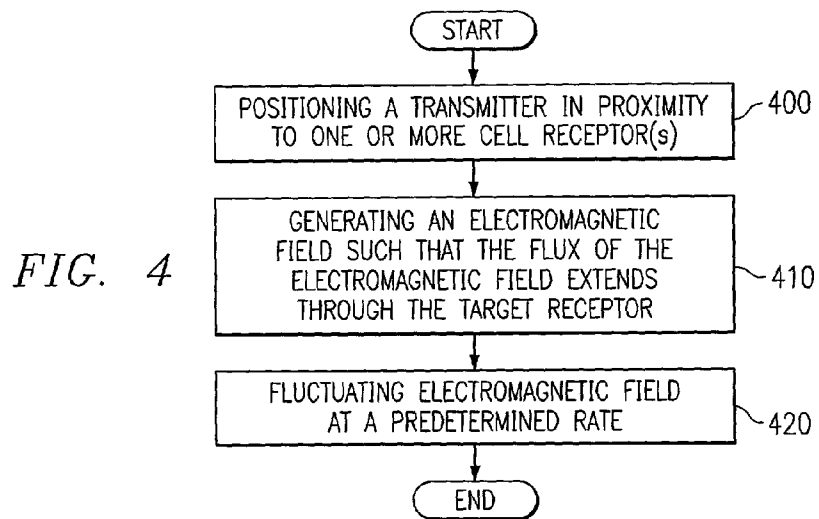 START
POSITIONING A TRANSMITTER IN PROXIMITY
TO ONE OR MORE CELL RECEPTOR(s)
400
GENERATING AN ELECTROMAGNETIC
FIELD SUCH THAT THE FLUX OF THE
ELECTROMAGNETIC FIELD EXTENDS
THROUGH THE TARGET RECEPTOR
410
FIG. 4
FLUCTUATING ELECTROMAGNETIC FIELD
AT A PREDETERMINED RATE
420
END